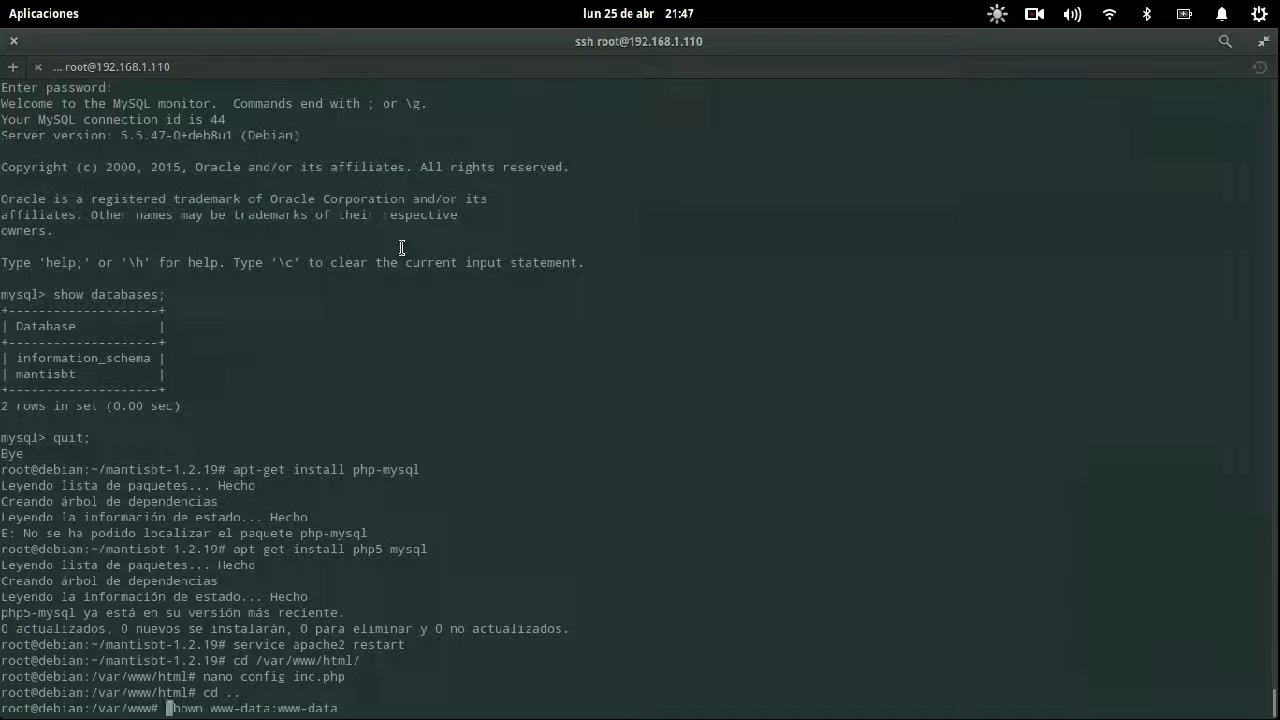 Aplicaciones
lun 25 de abr 21:47
ssh root@192.168.1.110
... root@192.168.1.110
Enter password:
Welcome to the MySQL monitor.  Commands end with ; or \g.
Your MySQL connection id is 44
Server version: 5.5.47-0+deb8u1 (Debian)
Copyright (c) 2000, 2015, Oracle and/or its affiliates. All rights reserved.
Oracle is a registered trademark of Oracle Corporation and/or its
affiliates. Other names may be trademarks of their respective
owners.
Type 'help;' or '\h' for help. Type '\c' to clear the current input statement.
mysql> show databases;
+--------------------+
| Database           |
+--------------------+
| information_schema |
| mantisbt           |
+--------------------+
2 rows in set (0.00 sec)
mysql> quit;
Bye
root@debian:~/mantisbt-1.2.19# apt-get install php-mysql
Leyendo lista de paquetes... Hecho
Creando árbol de dependencias
Leyendo la información de estado... Hecho
E: No se ha podido localizar el paquete php-mysql
root@debian:~/mantisbt-1.2.19# apt-get install php5-mysql
Leyendo lista de paquetes... Hecho
Creando árbol de dependencias
Leyendo la información de estado... Hecho
php5-mysql ya está en su versión más reciente.
0 actualizados, 0 nuevos se instalarán, 0 para eliminar y 0 no actualizados.
root@debian:~/mantisbt-1.2.19# service apache2 restart
root@debian:~/mantisbt-1.2.19# cd /var/www/html/
root@debian:/var/www/html# nano config_inc.php
root@debian:/var/www/html# cd ..
root@debian:/var/www# chown www-data:www-data